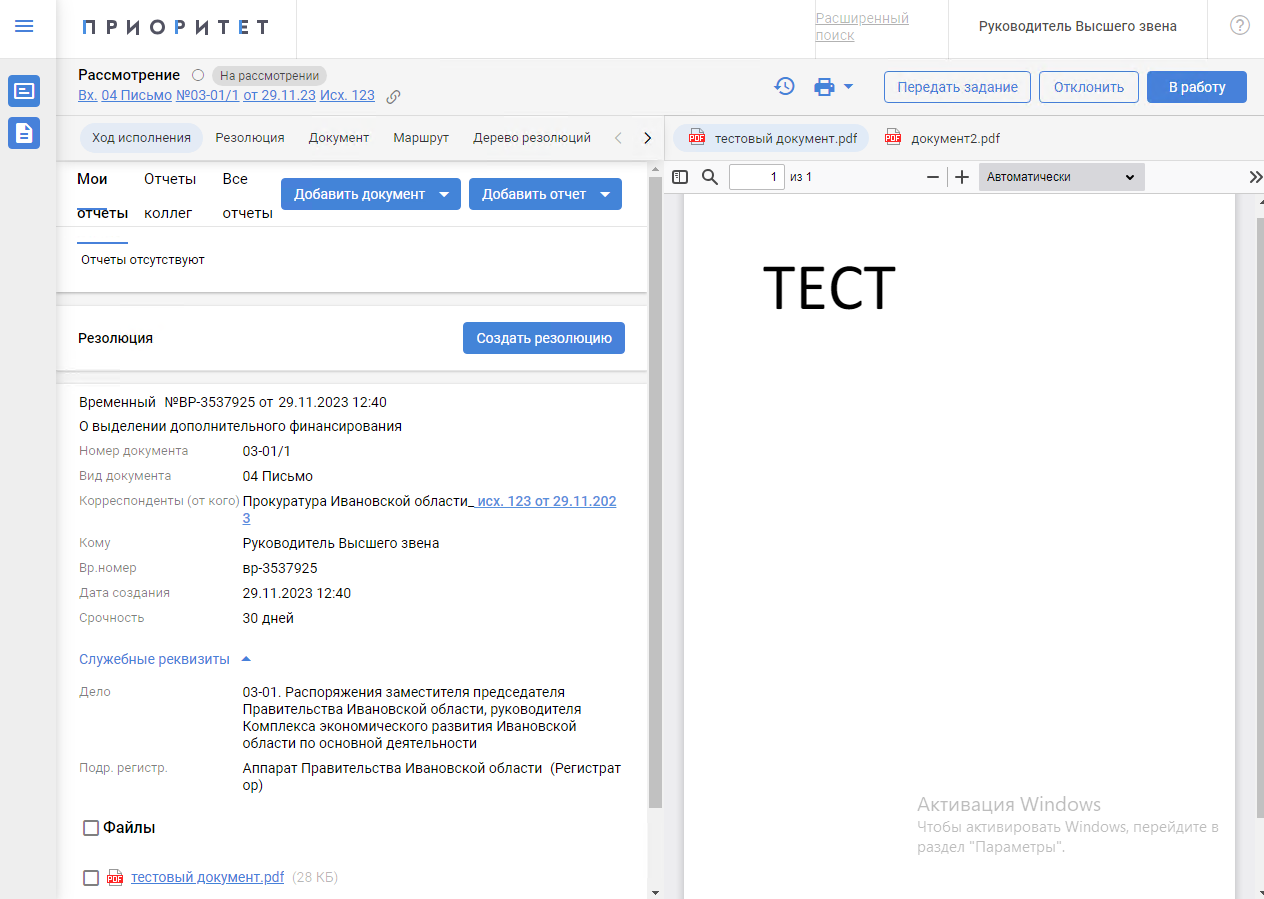 ПРИОРИТЕТ
Расширенный
поиск
Руководитель Высшего звена
?
Рассмотрение На рассмотрении
Вх. 04 Письмо №03-01/1 от 29.11.23 Исх. 123
Передать задание
Отклонить
В работу
Ход исполнения
Резолюция
Документ
Маршрут
Дерево резолюций
тестовый документ.pdf
документ2.pdf
Мои
отчеты
Отчеты
коллег
Все
отчеты
Добавить документ
Добавить отчет
1 из 1
Автоматически
Отчеты отсутствуют
Резолюция
Создать резолюцию
Временный №ВР-3537925 от 29.11.2023 12:40
О выделении дополнительного финансирования
Номер документа 03-01/1
Вид документа 04 Письмо
Корреспонденты (от кого) Прокуратура Ивановской области_ исх. 123 от 29.11.202
3
Кому Руководитель Высшего звена
Вр.номер вр-3537925
Дата создания 29.11.2023 12:40
Срочность 30 дней
Служебные реквизиты
Дело 03-01. Распоряжения заместителя председателя
Правительства Ивановской области, руководителя
Комплекса экономического развития Ивановской
области по основной деятельности
Подр. регистр. Аппарат Правительства Ивановской области (Регистрат
ор)
Файлы
PDF тестовый документ.pdf (28 КБ)
ТЕСТ
Активация Windows
Чтобы активировать Windows, перейдите в
раздел "Параметры".